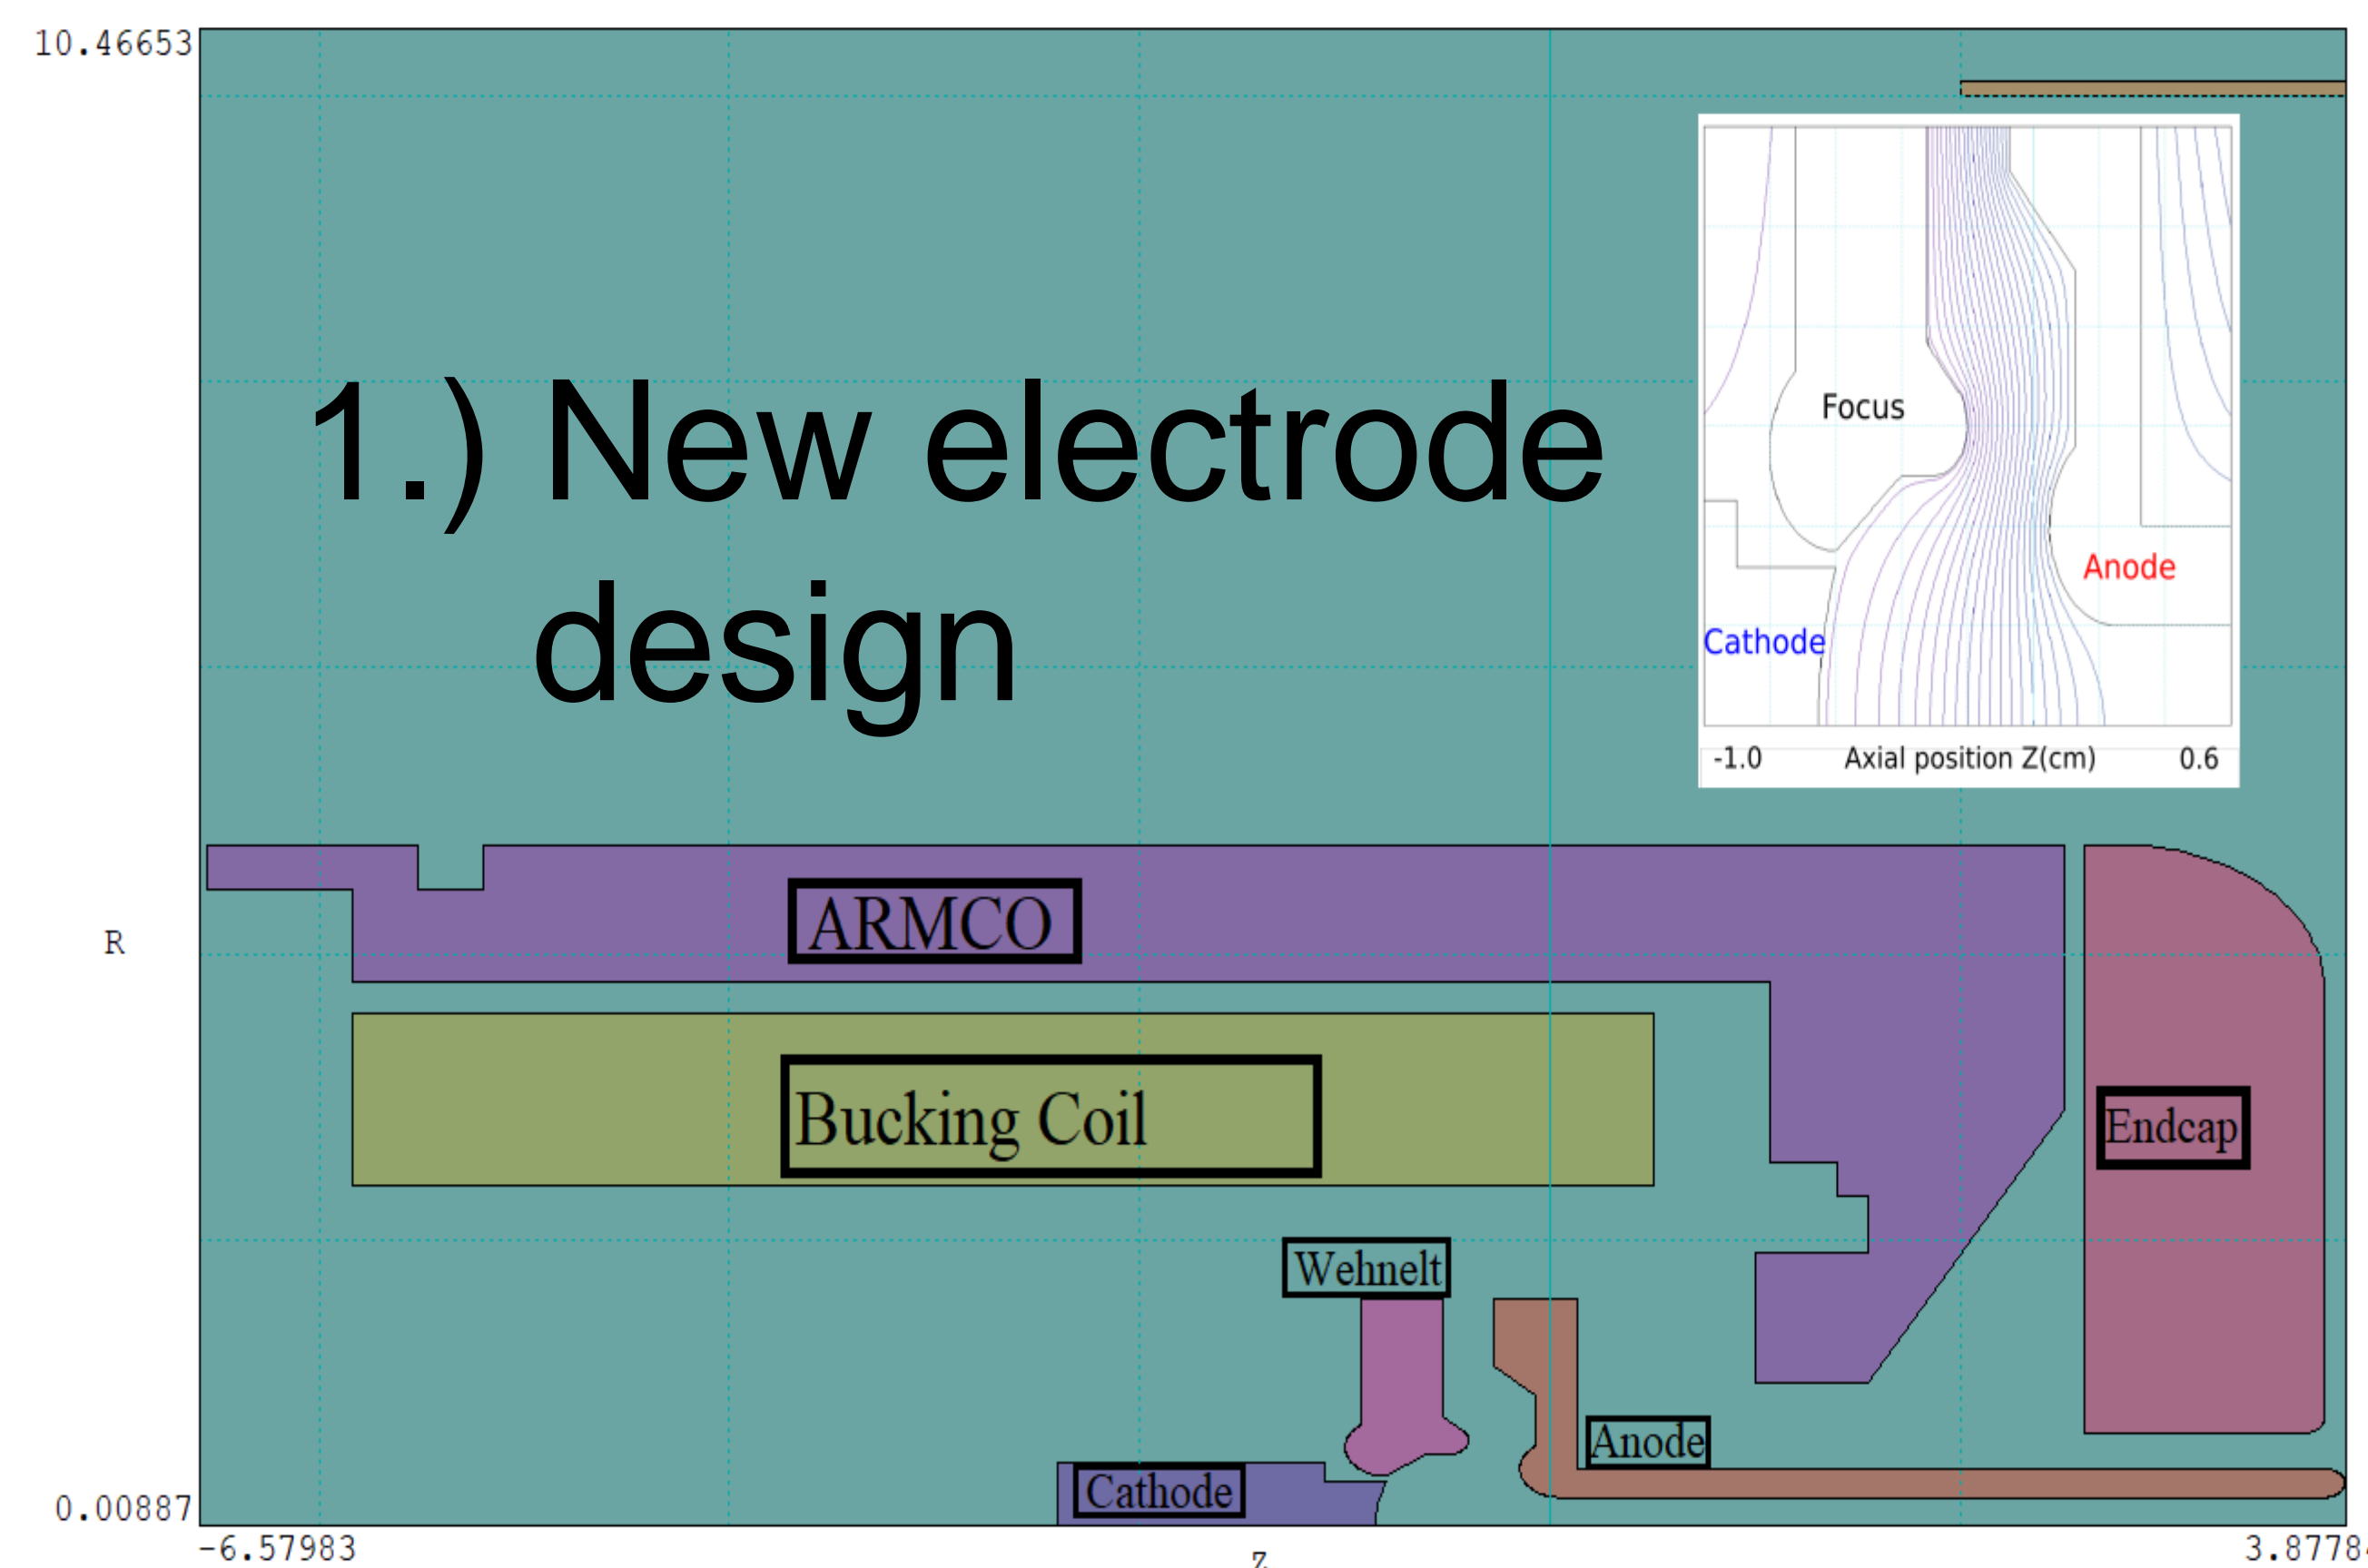 10.46653
1.) New electrode
design
Focus
Anode
Cathode
-1.0 Axial position Z(cm) 0.6
ARMCO
R
Bucking Coil
Endcap
Wehnelt
Anode
Cathode
0.00887
-6.57983 z 3.87784